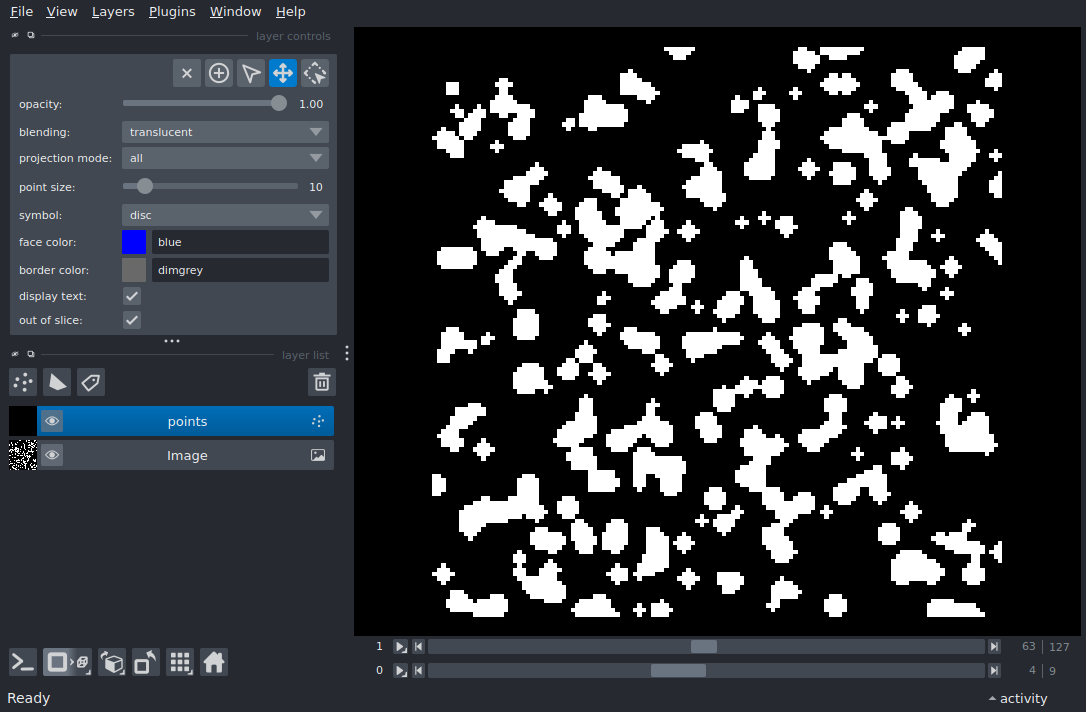 File View Layers Plugins Window Help
layer controls
opacity: 1.00
blending: translucent
projection mode: all
point size: 10
symbol: disc
face color: blue
border color: dimgrey
display text:
out of slice:
layer list
points
Image
1 63 127
0 4 9
Ready activity